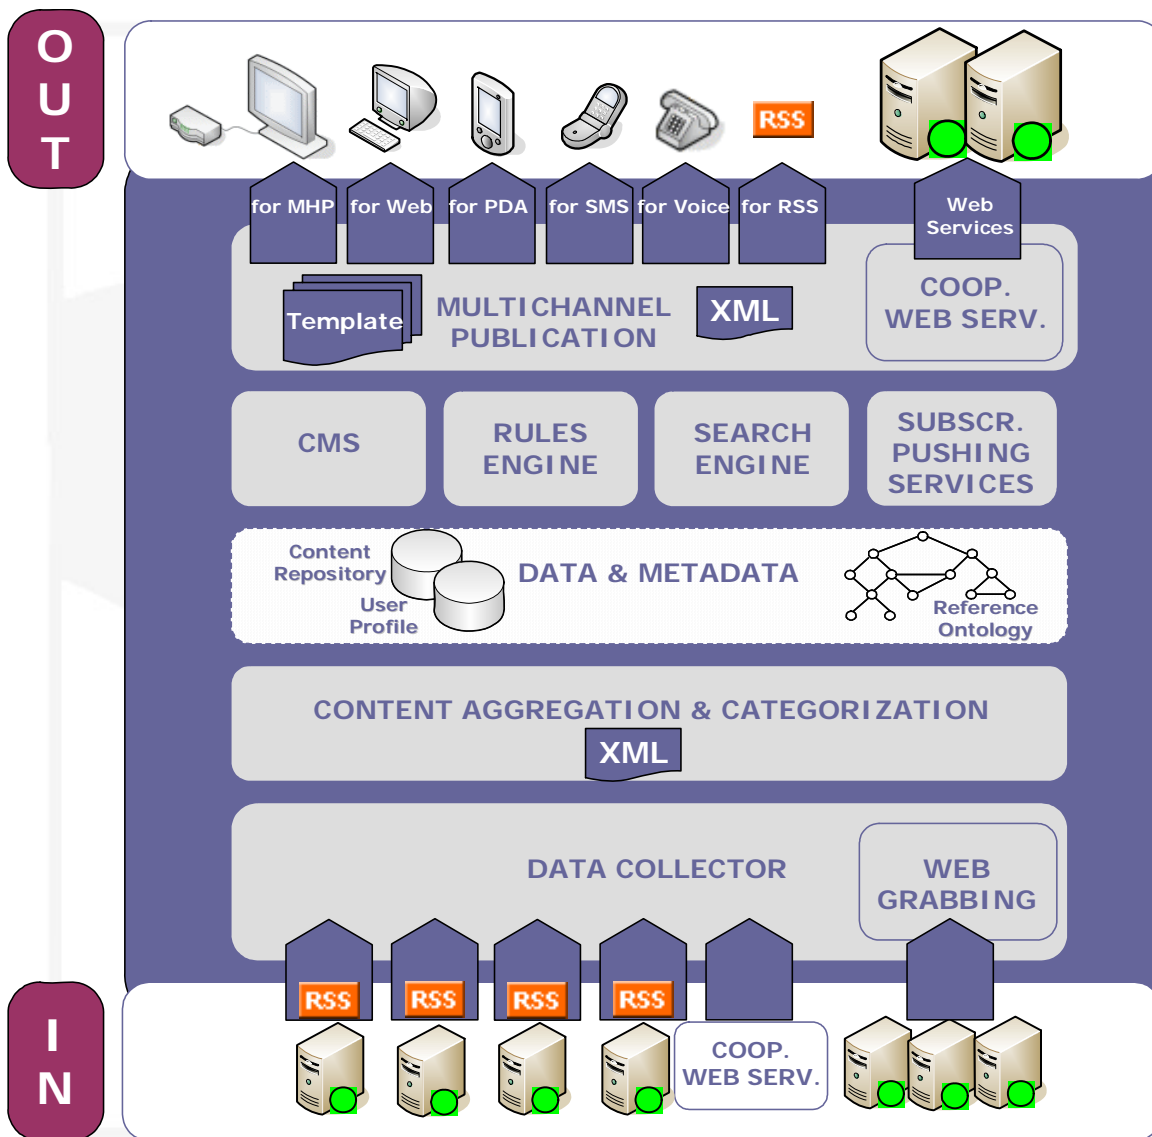 O
U
T
RSS
for MHP
for Web
for PDA
for SMS
for Voice
for RSS
Web
Services
Template
MULTICHANNEL
PUBLICATION
XML
COOP.
WEB SERV.
CMS
RULES
ENGINE
SEARCH
ENGINE
SUBSCR.
PUSHING
SERVICES
Content
Repository
User
Profile
DATA & METADATA
Reference
Ontology
CONTENT AGGREGATION & CATEGORIZATION
XML
DATA COLLECTOR
WEB
GRABBING
RSS
RSS
RSS
RSS
COOP.
WEB SERV.
I
N